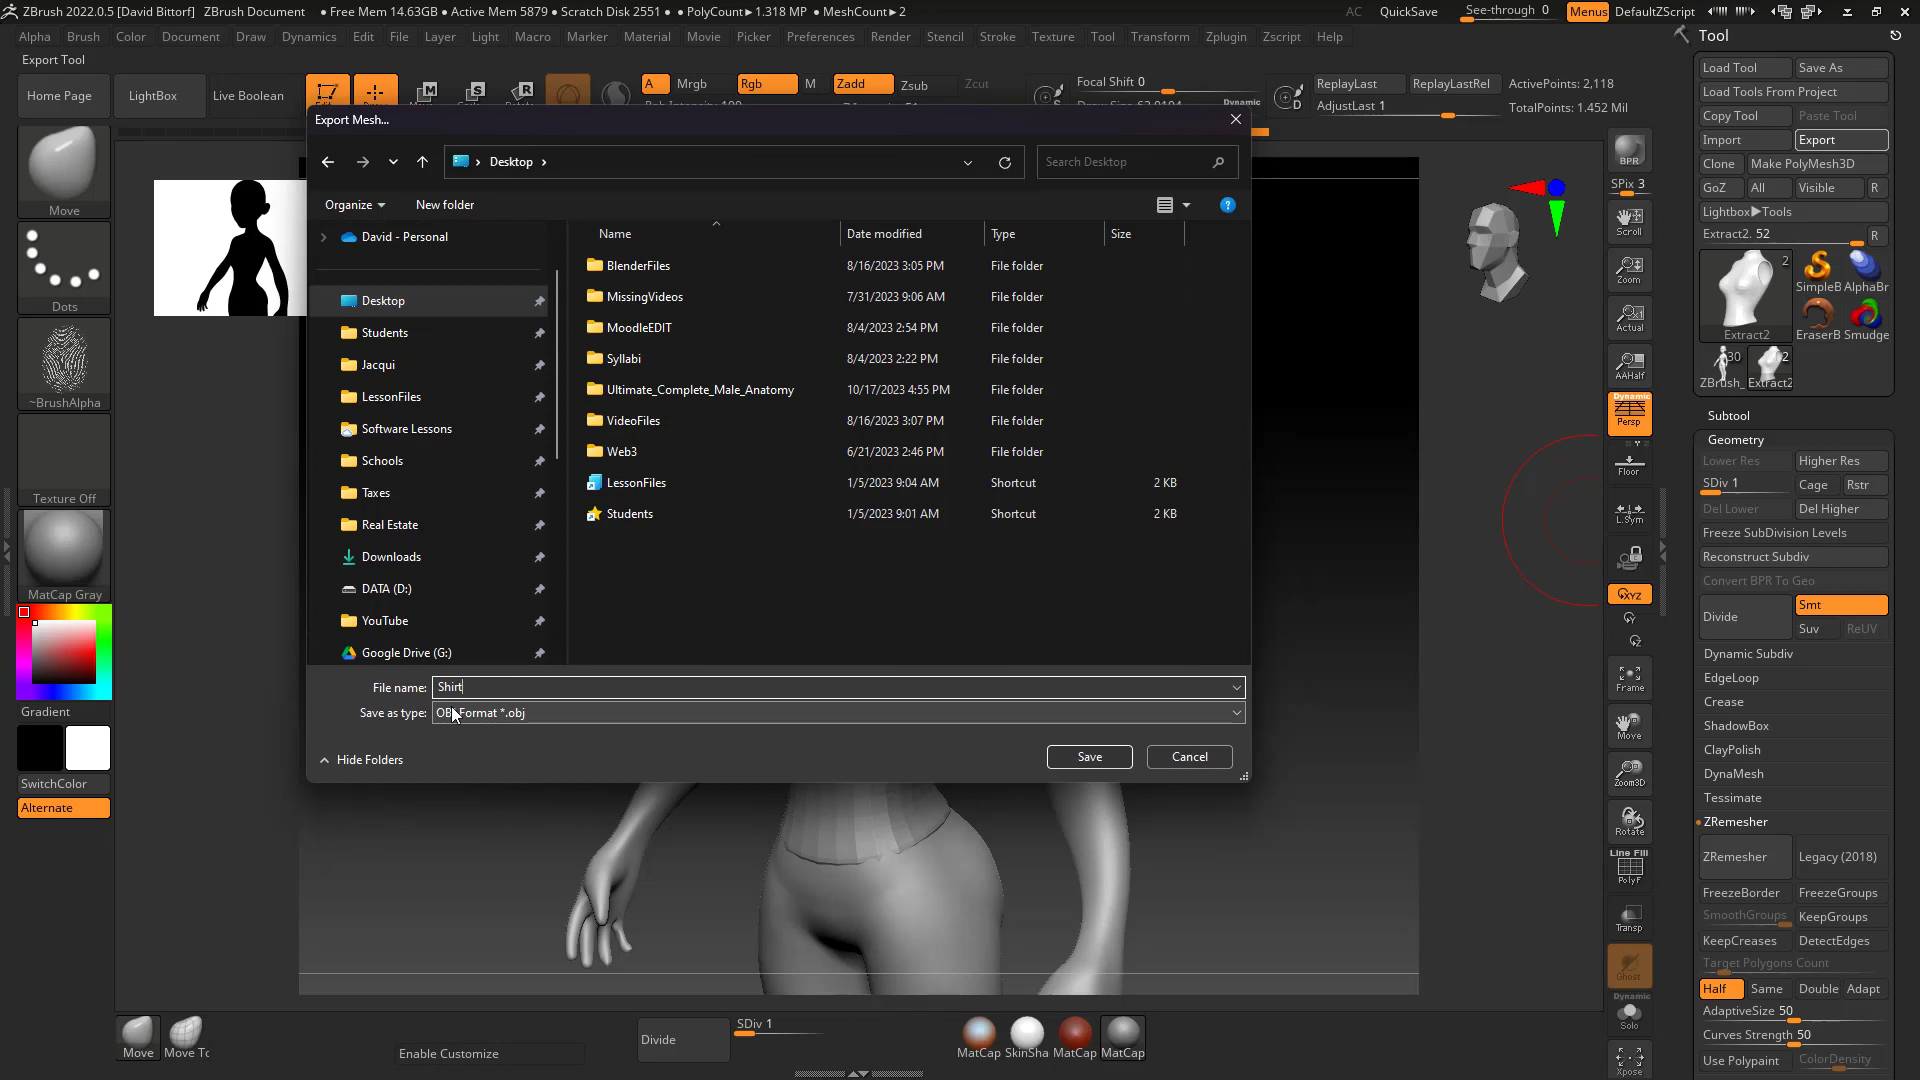 ZBrush 2022.0.5 [David Bittorf] ZBrush Document • Free Mem 14.63GB • Active Mem 5879 • Scratch Disk 2551 • • PolyCount▸ 1.318 MP • MeshCount▸ 2 AC QuickSave See-through 0 Menus DefaultZScript
Alpha Brush Color Document Draw Dynamics Edit File Layer Light Macro Marker Material Movie Picker Preferences Render Stencil Stroke Texture Tool Transform Zplugin Zscript Help
Tool
Export Tool
Home Page LightBox Live Boolean
A Mrgb Rgb M Zadd Zsub Zcut
Focal Shift 0
Dynamic
ReplayLast ReplayLastRel ActivePoints: 2,118
AdjustLast 1 TotalPoints: 1.452 Mil
Export Mesh...
Desktop
Search Desktop
Organize New folder
David - Personal
Desktop
Students
Jacqui
LessonFiles
Software Lessons
Schools
Taxes
Real Estate
Downloads
DATA (D:)
YouTube
Google Drive (G:)
Name Date modified Type Size
BlenderFiles 8/16/2023 3:05 PM File folder
MissingVideos 7/31/2023 9:06 AM File folder
MoodleEDIT 8/4/2023 2:54 PM File folder
Syllabi 8/4/2023 2:22 PM File folder
Ultimate_Complete_Male_Anatomy 10/17/2023 4:55 PM File folder
VideoFiles 8/16/2023 3:07 PM File folder
Web3 6/21/2023 2:46 PM File folder
LessonFiles 1/5/2023 9:04 AM Shortcut 2 KB
Students 1/5/2023 9:01 AM Shortcut 2 KB
File name: Shirt
Save as type: Format *.obj
Hide Folders Save Cancel
Move
Dots
~BrushAlpha
Texture Off
MatCap Gray
Gradient
SwitchColor
Alternate
Move Move To
Enable Customize
Divide
SDiv 1
MatCap SkinSha MatCap MatCap
BPR
SPix 3
Scroll
Zoom
Actual
AAHalf
Dynamic
Persp
Floor
L.Sym
XYZ
Frame
Move
Zoom3D
Rotate
Line Fill
PolyF
Transp
Ghost
Dynamic
Solo
Xpose
Load Tool Save As
Load Tools From Project
Copy Tool Paste Tool
Import Export
Clone Make PolyMesh3D
GoZ All Visible R
Lightbox▸Tools
Extract2. 52 R
2
SimpleB AlphaBr
Extract2 EraserB Smudge
30 2
ZBrush_ Extract2
Subtool
Geometry
Lower Res Higher Res
SDiv 1 Cage Rstr
Del Lower Del Higher
Freeze SubDivision Levels
Reconstruct Subdiv
Convert BPR To Geo
Divide Smt
Suv ReUV
Dynamic Subdiv
EdgeLoop
Crease
ShadowBox
ClayPolish
DynaMesh
Tessimate
ZRemesher
ZRemesher Legacy (2018)
FreezeBorder FreezeGroups
SmoothGroups KeepGroups
KeepCreases DetectEdges
Target Polygons Count
Half Same Double Adapt
AdaptiveSize 50
Curves Strength 50
Use Polypaint ColorDensity